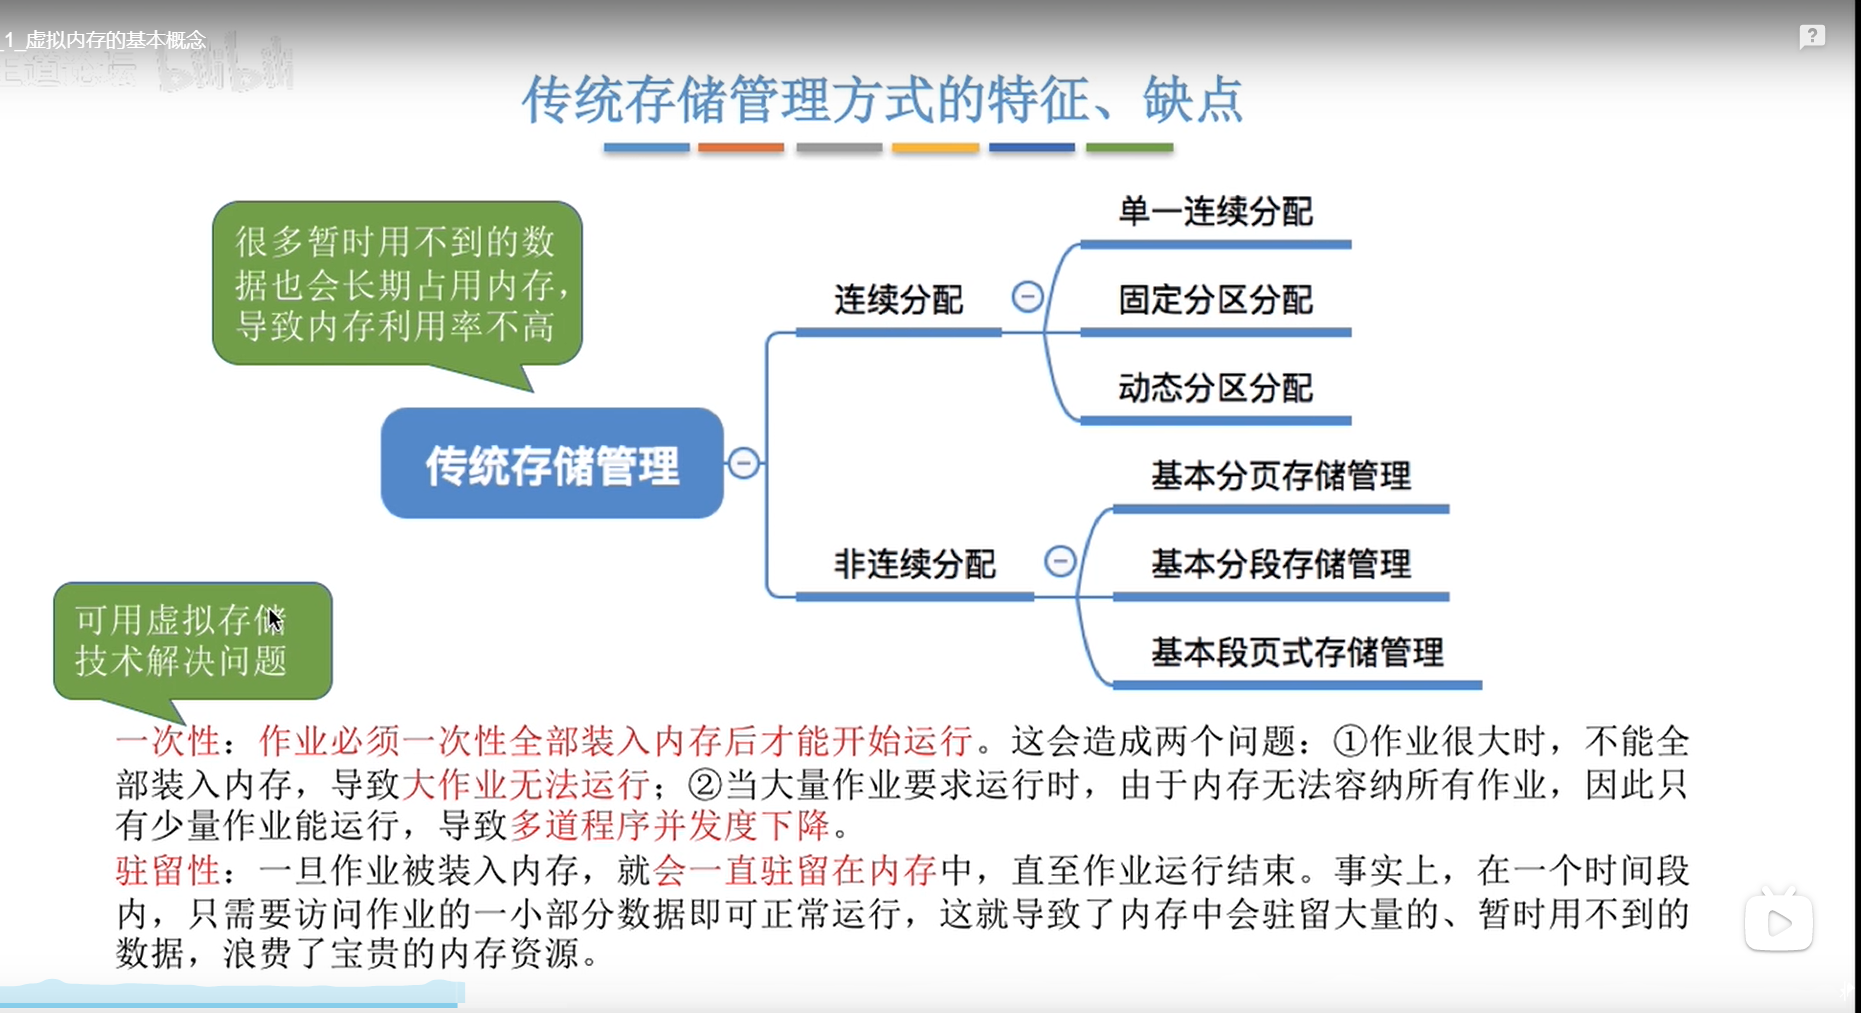 _1_虚拟内存的基本概念
王道论坛 bilibili
传统存储管理方式的特征、缺点
很多暂时用不到的数
据也会长期占用内存，
导致内存利用率不高
传统存储管理
连续分配
单一连续分配
固定分区分配
动态分区分配
非连续分配
基本分页存储管理
基本分段存储管理
基本段页式存储管理
可用虚拟存储
技术解决问题
一次性：作业必须一次性全部装入内存后才能开始运行。这会造成两个问题：①作业很大时，不能全
部装入内存，导致大作业无法运行；②当大量作业要求运行时，由于内存无法容纳所有作业，因此只
有少量作业能运行，导致多道程序并发度下降。
驻留性：一旦作业被装入内存，就会一直驻留在内存中，直至作业运行结束。事实上，在一个时间段
内，只需要访问作业的一小部分数据即可正常运行，这就导致了内存中会驻留大量的、暂时用不到的
数据，浪费了宝贵的内存资源。